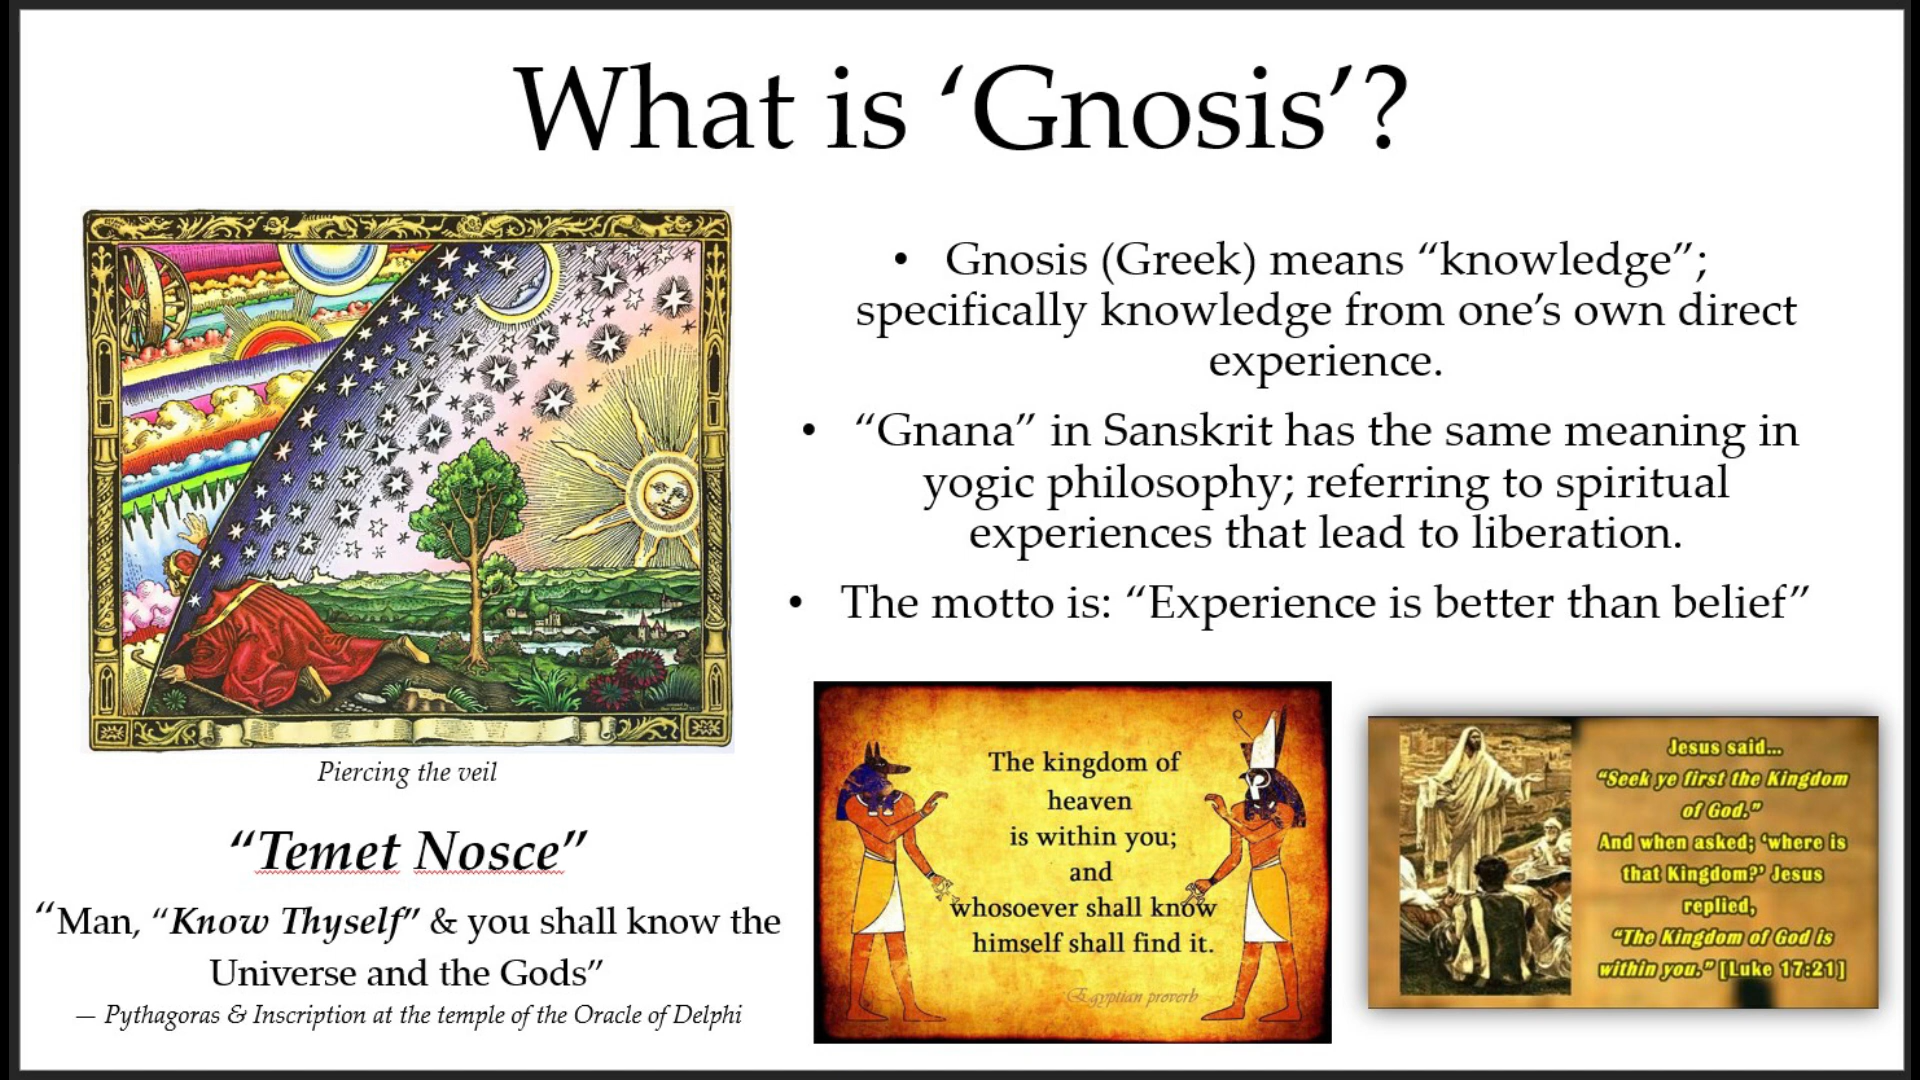 What is ‘Gnosis’?
• Gnosis (Greek) means “knowledge”;
specifically knowledge from one’s own direct
experience.
• “Gnana” in Sanskrit has the same meaning in
yogic philosophy; referring to spiritual
experiences that lead to liberation.
• The motto is: “Experience is better than belief”
Piercing the veil
“Temet Nosce”
“Man, “Know Thyself” & you shall know the
Universe and the Gods”
— Pythagoras & Inscription at the temple of the Oracle of Delphi
The kingdom of
heaven
is within you;
and
whosoever shall know
himself shall find it.
Egyptian proverb
Jesus said...
“Seek ye first the Kingdom
of God.”
And when asked; ‘where is
that Kingdom?’ Jesus
replied,
“The Kingdom of God is
within you.” [Luke 17:21]